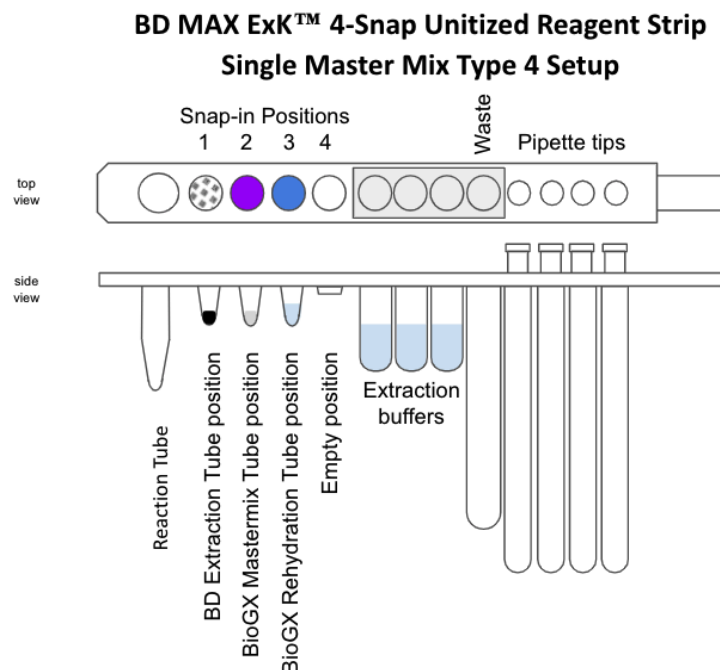 BD MAX ExK™ 4-Snap Unitized Reagent Strip
Single Master Mix Type 4 Setup
Snap-in Positions
1 2 3 4
Waste
Pipette tips
top
view
side
view
Reaction Tube
BD Extraction Tube position
BioGX Mastermix Tube position
BioGX Rehydration Tube position
Empty position
Extraction
buffers